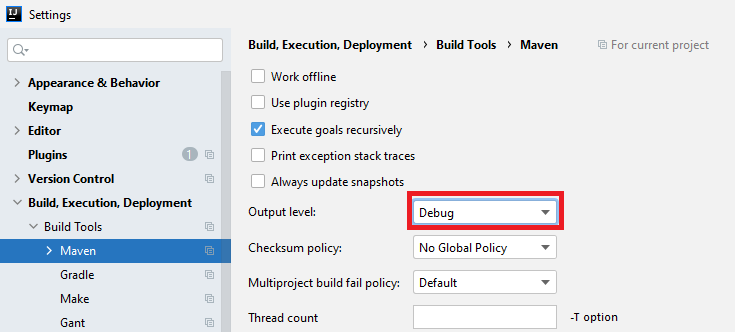 IJ Settings
Build, Execution, Deployment › Build Tools › Maven For current project
Appearance & Behavior
Keymap
Editor
Plugins 1
Version Control
Build, Execution, Deployment
Build Tools
Maven
Gradle
Make
Gant
Work offline
Use plugin registry
Execute goals recursively
Print exception stack traces
Always update snapshots
Output level: Debug
Checksum policy: No Global Policy
Multiproject build fail policy: Default
Thread count -T option